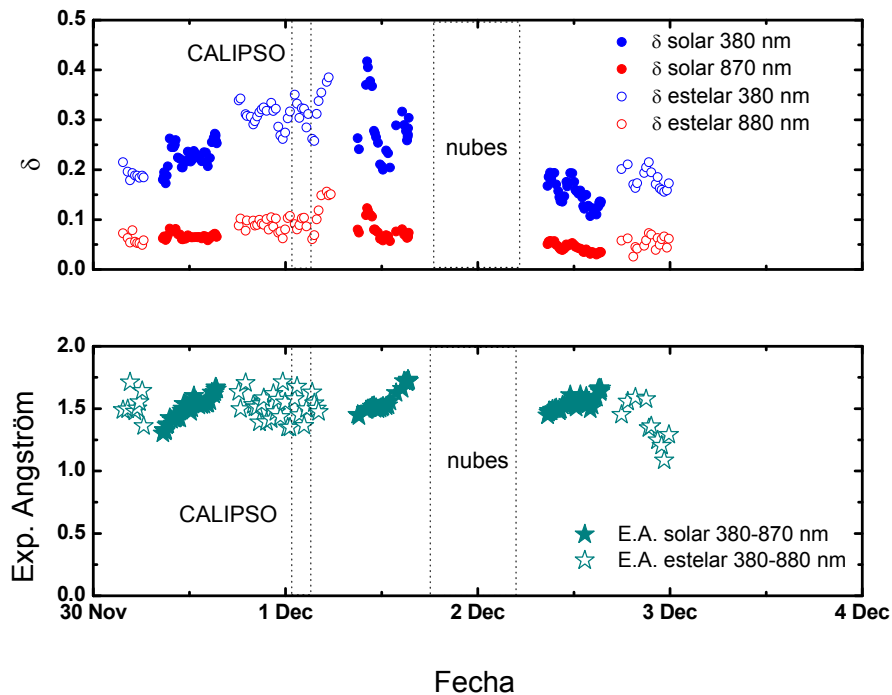 0.5
0.4
0.3
0.2
0.1
0.0
δ
CALIPSO
nubes
δ solar 380 nm
δ solar 870 nm
δ estelar 380 nm
δ estelar 880 nm
2.0
1.5
1.0
0.5
0.0
Exp. Angström
CALIPSO
nubes
E.A. solar 380-870 nm
E.A. estelar 380-880 nm
30 Nov
1 Dec
2 Dec
3 Dec
4 Dec
Fecha